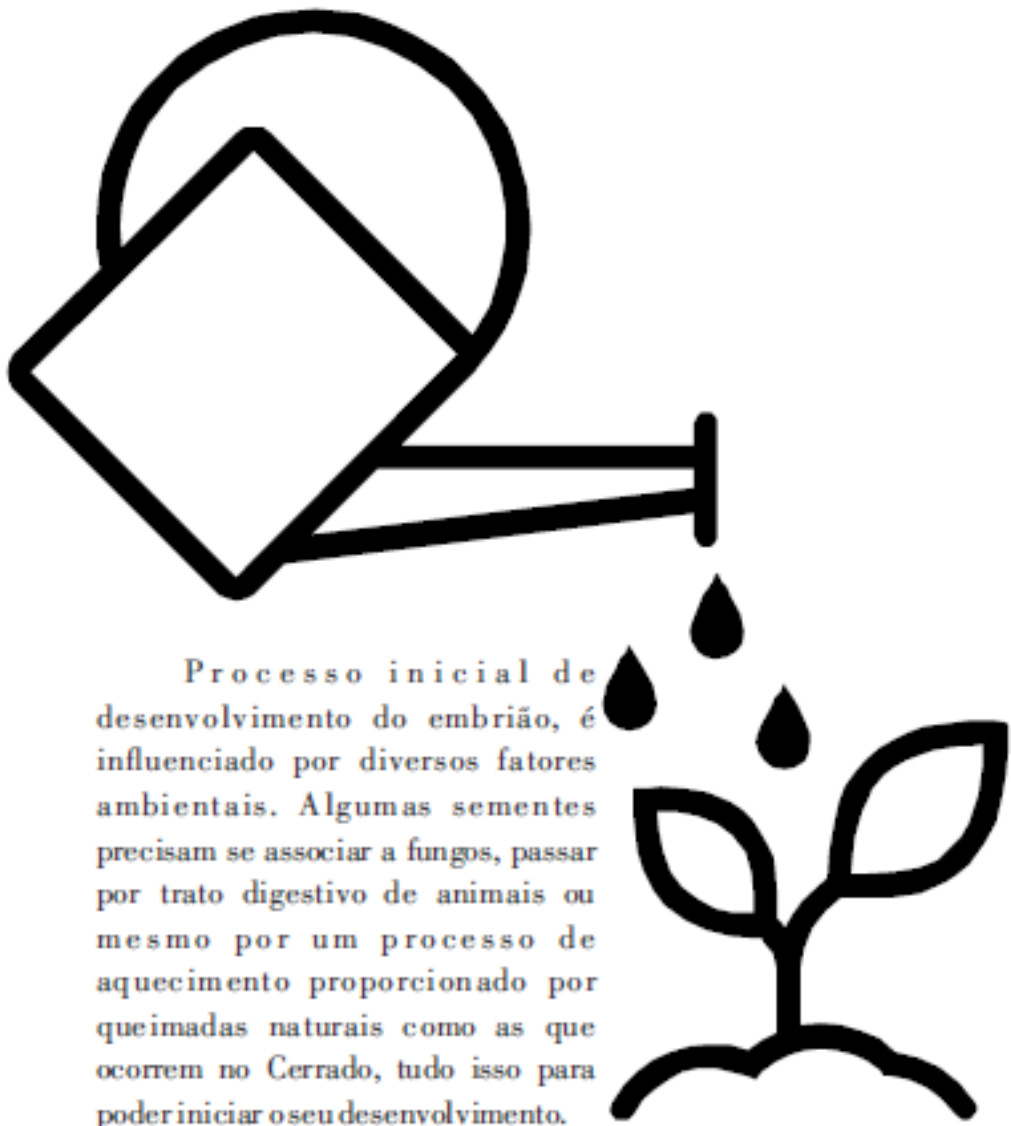 Processo inicial de
desenvolvimento do embrião, é
influenciado por diversos fatores
ambientais. Algumas sementes
precisam se associar a fungos, passar
por trato digestivo de animais ou
mesmo por um processo de
aquecimento proporcionado por
queimadas naturais como as que
ocorrem no Cerrado, tudo isso para
poder iniciar o seu desenvolvimento.